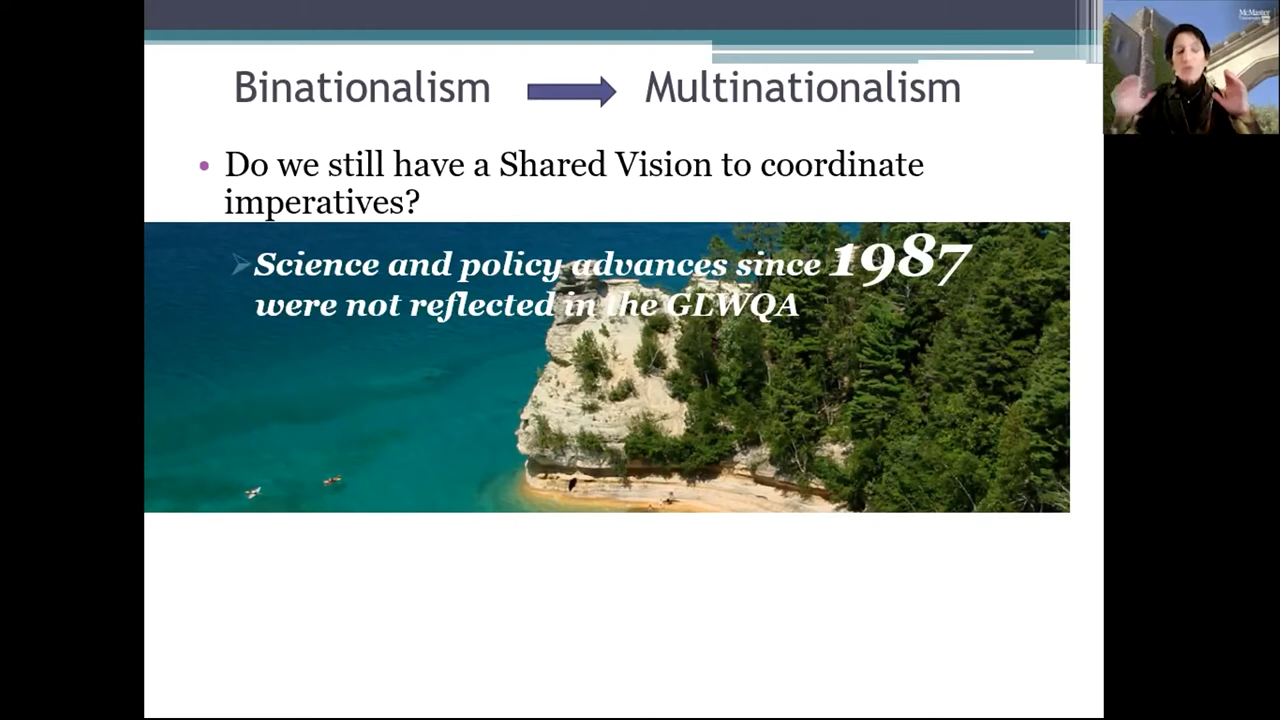 Binationalism Multinationalism
• Do we still have a Shared Vision to coordinate
imperatives?
Science and policy advances since 1987
were not reflected in the GLWQA
McMaster
University